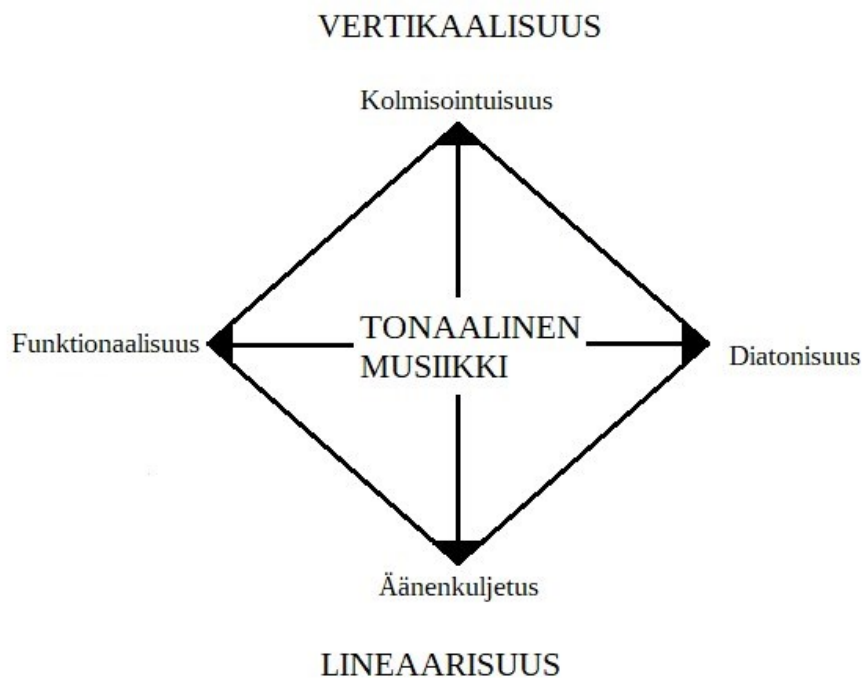 VERTIKAALISUUS
Kolmisointuisuus
Funktionaalisuus
TONAALINEN
MUSIIKKI
Diatonisuus
Äänenkuljetus
LINEAARISUUS